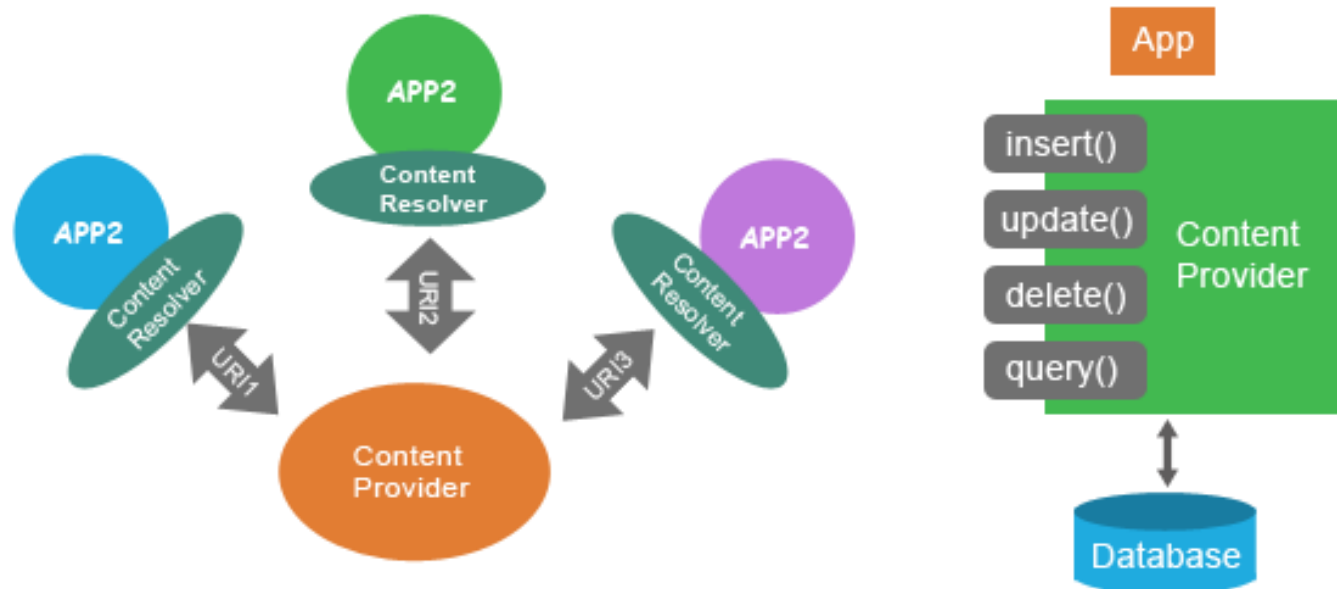 APP2
Content
Resolver
URI1
APP2
Content
Resolver
URI2
APP2
Content
Resolver
URI3
Content
Provider
App
insert()
update()
delete()
query()
Content
Provider
Database